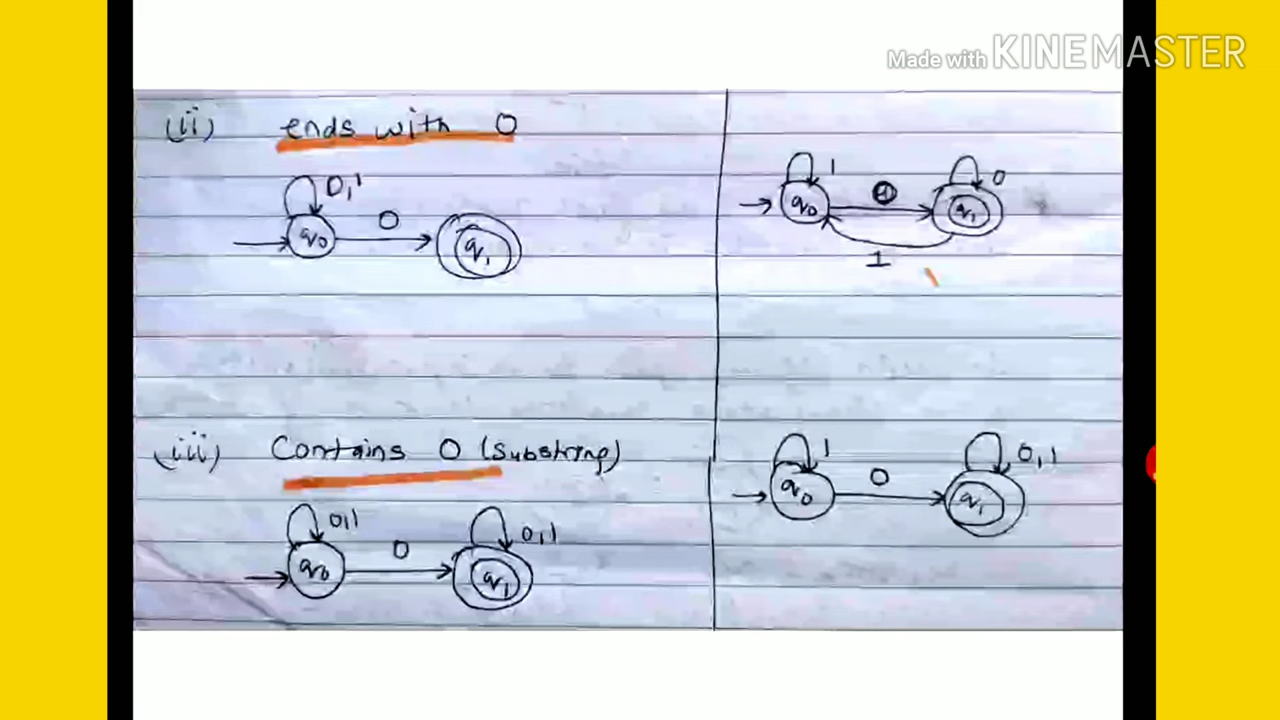 Made with KINEMASTER
(ii) ends with 0
0,1
q0
0
q1
1
q0
0
q1
0
1
(iii) Contains 0 (substring)
0,1
q0
0
q1
0,1
1
q0
0
q1
0,1